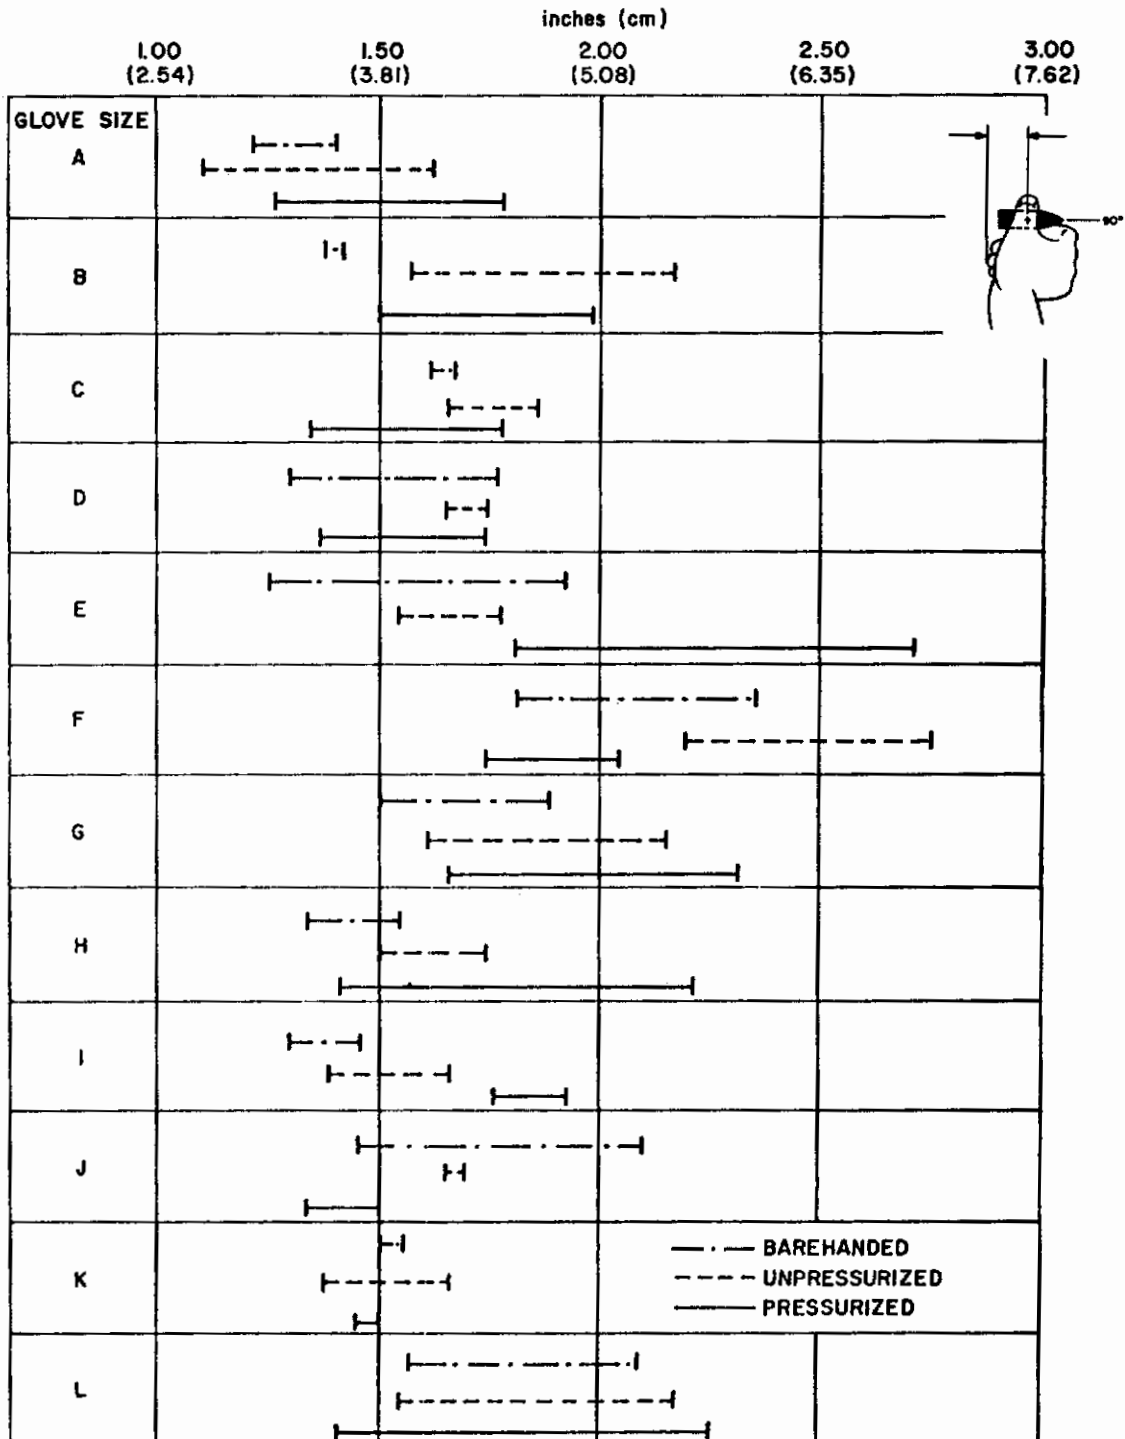 inches (cm)
1.00 1.50 2.00 2.50 3.00
(2.54) (3.81) (5.08) (6.35) (7.62)
GLOVE SIZE
A
90°
B
C
D
E
F
G
H
I
J
BAREHANDED
K
UNPRESSURIZED
PRESSURIZED
L